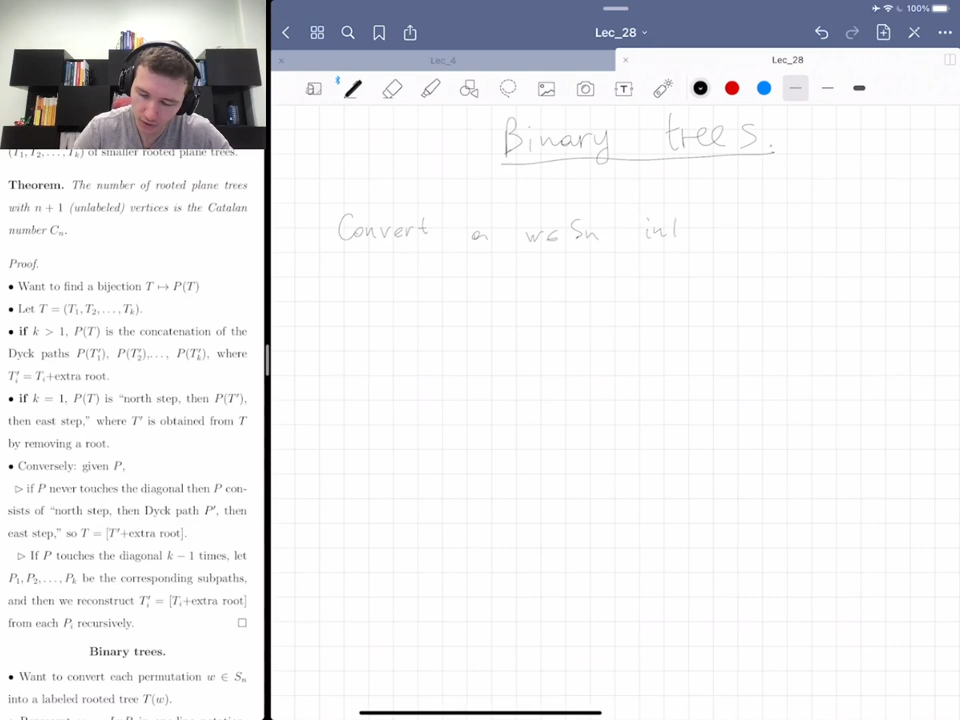 Lec_28
100%
Lec_4
Lec_28
(T₁, T₂, . . . , Tₖ) of smaller rooted plane trees.
Theorem. The number of rooted plane trees
with n + 1 (unlabeled) vertices is the Catalan
number Cₙ.
Proof.
• Want to find a bijection T ↦ P(T)
• Let T = (T₁, T₂, . . . , Tₖ).
• if k > 1, P(T) is the concatenation of the
Dyck paths P(T₁′), P(T₂′),. . . , P(Tₖ′), where
Tᵢ′ = Tᵢ+extra root.
• if k = 1, P(T) is “north step, then P(T′),
then east step,” where T′ is obtained from T
by removing a root.
• Conversely: given P,
▷ if P never touches the diagonal then P con-
sists of “north step, then Dyck path P′, then
east step,” so T = [T′+extra root].
▷ If P touches the diagonal k − 1 times, let
P₁, P₂, . . . , Pₖ be the corresponding subpaths,
and then we reconstruct Tᵢ′ = [Tᵢ+extra root]
from each Pᵢ recursively. □
Binary trees.
• Want to convert each permutation w ∈ Sₙ
into a labeled rooted tree T(w).
Binary trees.
Convert a w∈Sn int